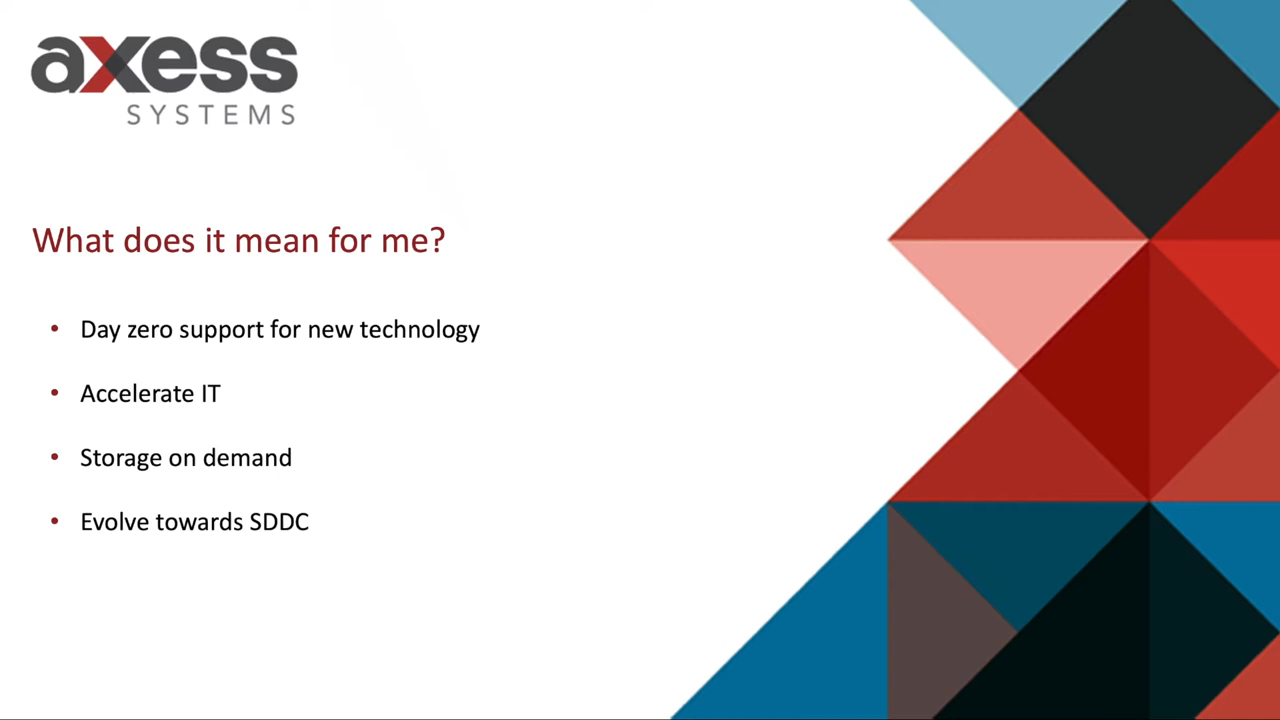 axess
SYSTEMS
What does it mean for me?
• Day zero support for new technology
• Accelerate IT
• Storage on demand
• Evolve towards SDDC